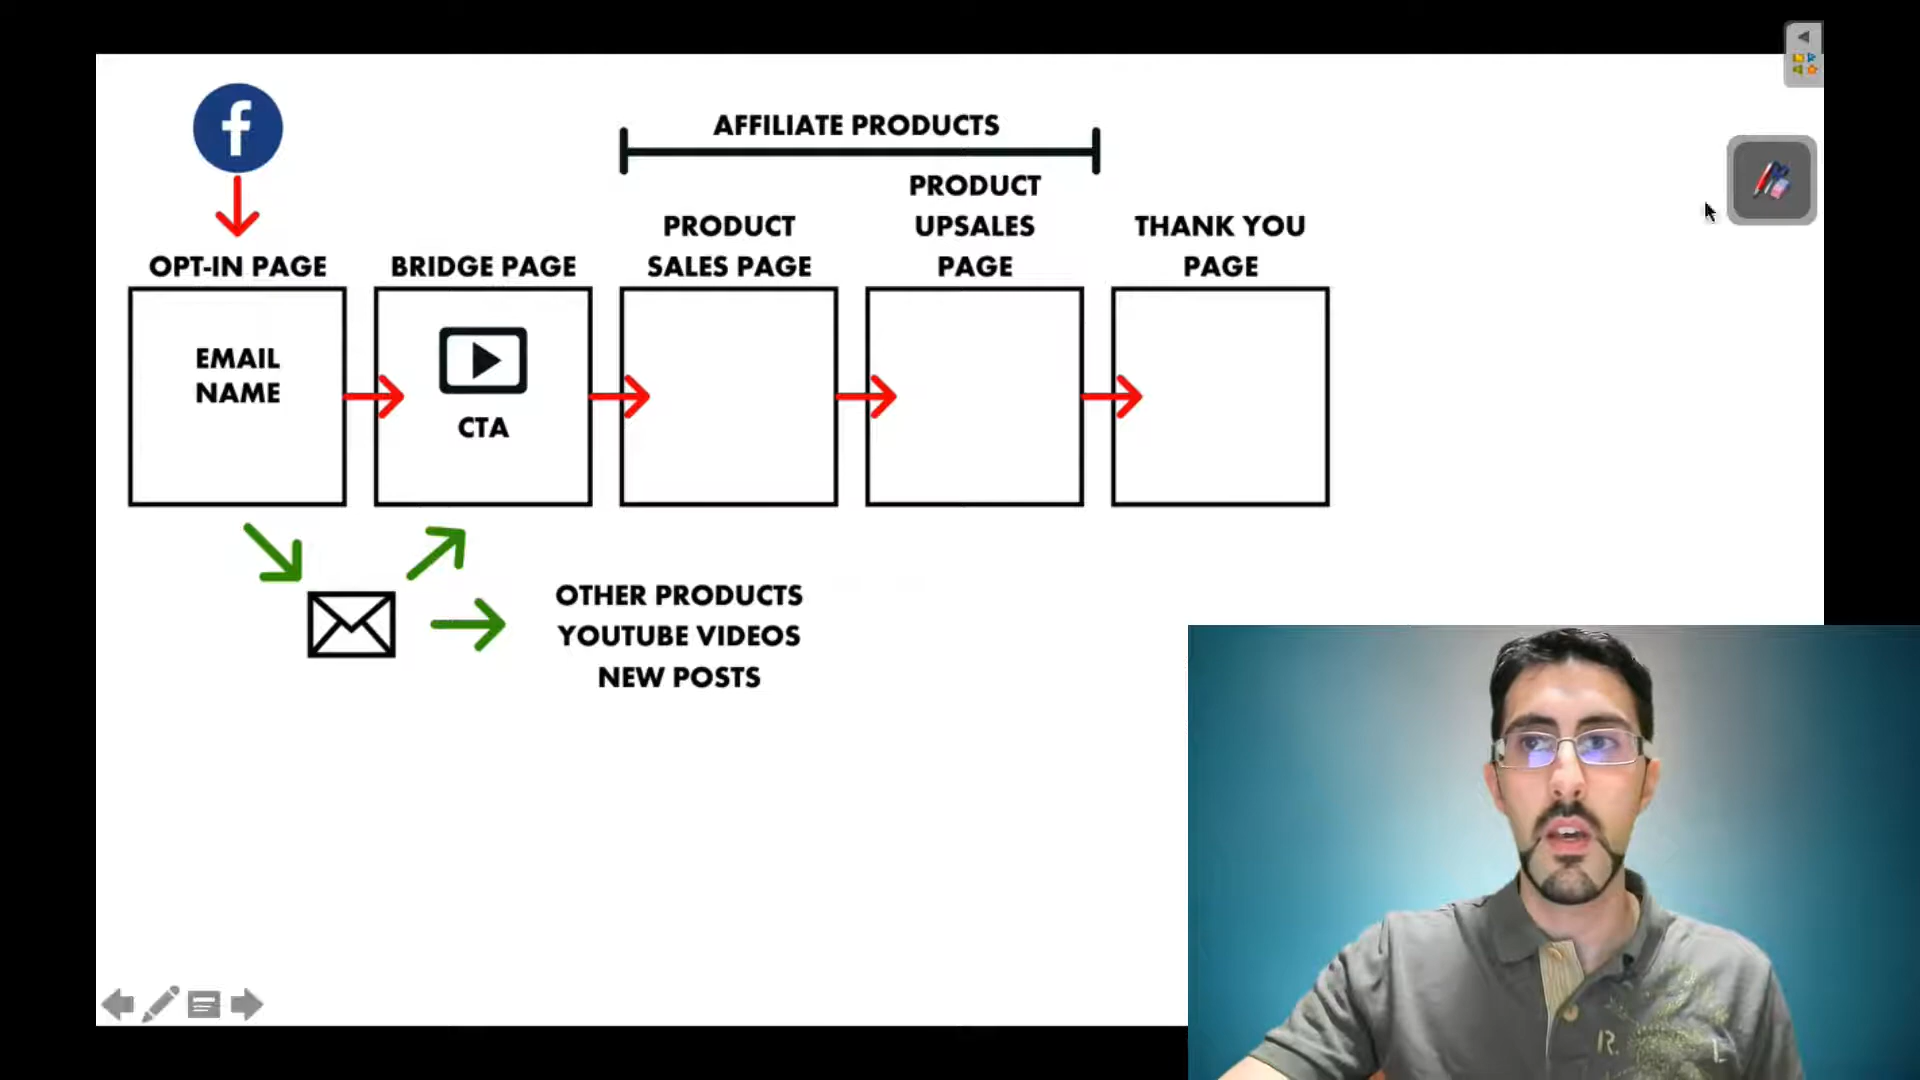 AFFILIATE PRODUCTS
PRODUCT
UPSALES
PAGE
PRODUCT
SALES PAGE
THANK YOU
PAGE
OPT-IN PAGE
BRIDGE PAGE
EMAIL
NAME
CTA
OTHER PRODUCTS
YOUTUBE VIDEOS
NEW POSTS
R.
L